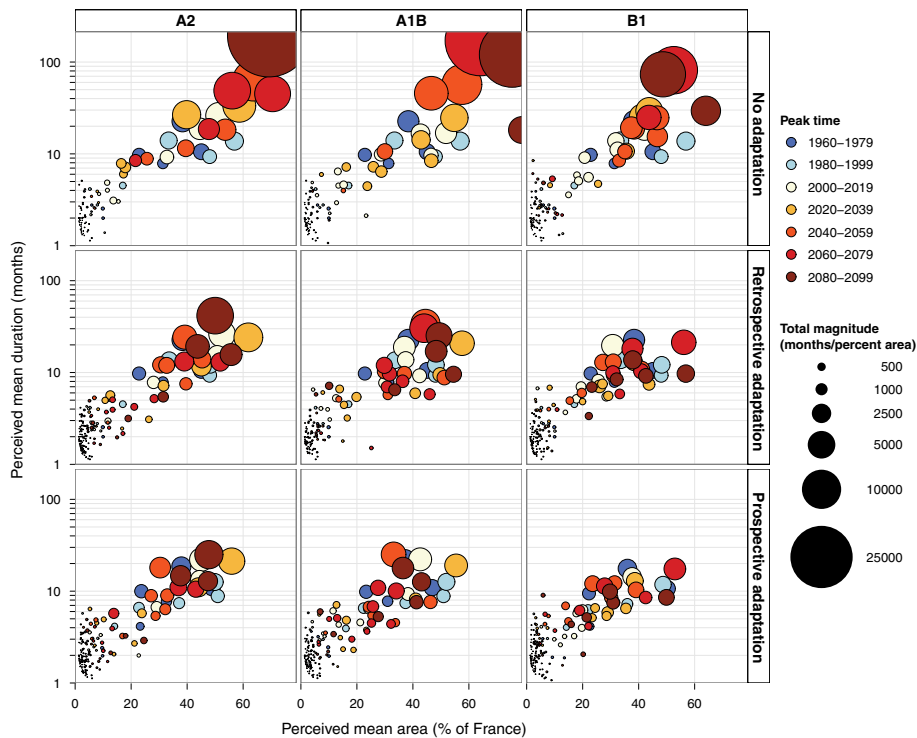 A2
A1B
B1
100
10
1
No adaptation
100
10
1
Retrospective adaptation
100
10
1
Prospective adaptation
0 20 40 60
0 20 40 60
0 20 40 60
Perceived mean duration (months)
Perceived mean area (% of France)
Peak time
1960–1979
1980–1999
2000–2019
2020–2039
2040–2059
2060–2079
2080–2099
Total magnitude
(months/percent area)
500
1000
2500
5000
10000
25000